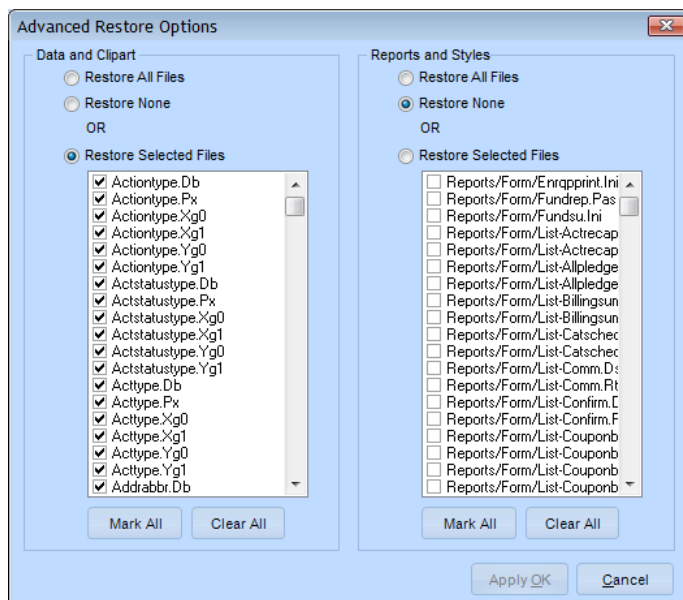 Advanced Restore Options
Data and Clipart
Restore All Files
Restore None
OR
Restore Selected Files
Actiontype.Db
Actiontype.Px
Actiontype.Xg0
Actiontype.Xg1
Actiontype.Yg0
Actiontype.Yg1
Actstatustype.Db
Actstatustype.Px
Actstatustype.Xg0
Actstatustype.Xg1
Actstatustype.Yg0
Actstatustype.Yg1
Acttype.Db
Acttype.Px
Acttype.Xg0
Acttype.Xg1
Acttype.Yg0
Acttype.Yg1
Addrabbr.Db
Mark All
Clear All
Reports and Styles
Restore All Files
Restore None
OR
Restore Selected Files
Reports/Form/Enrqpprint.Ini
Reports/Form/Fundrep.Pas
Reports/Form/Fundsu.Ini
Reports/Form/List-Actrecap
Reports/Form/List-Actrecap
Reports/Form/List-Allpledge
Reports/Form/List-Allpledge
Reports/Form/List-Billingsun
Reports/Form/List-Billingsun
Reports/Form/List-Catsched
Reports/Form/List-Catsched
Reports/Form/List-Comm.Ds
Reports/Form/List-Comm.Rt
Reports/Form/List-Confirm.D
Reports/Form/List-Confirm.F
Reports/Form/List-Couponb
Reports/Form/List-Couponb
Reports/Form/List-Couponb
Reports/Form/List-Couponb
Mark All
Clear All
Apply OK
Cancel